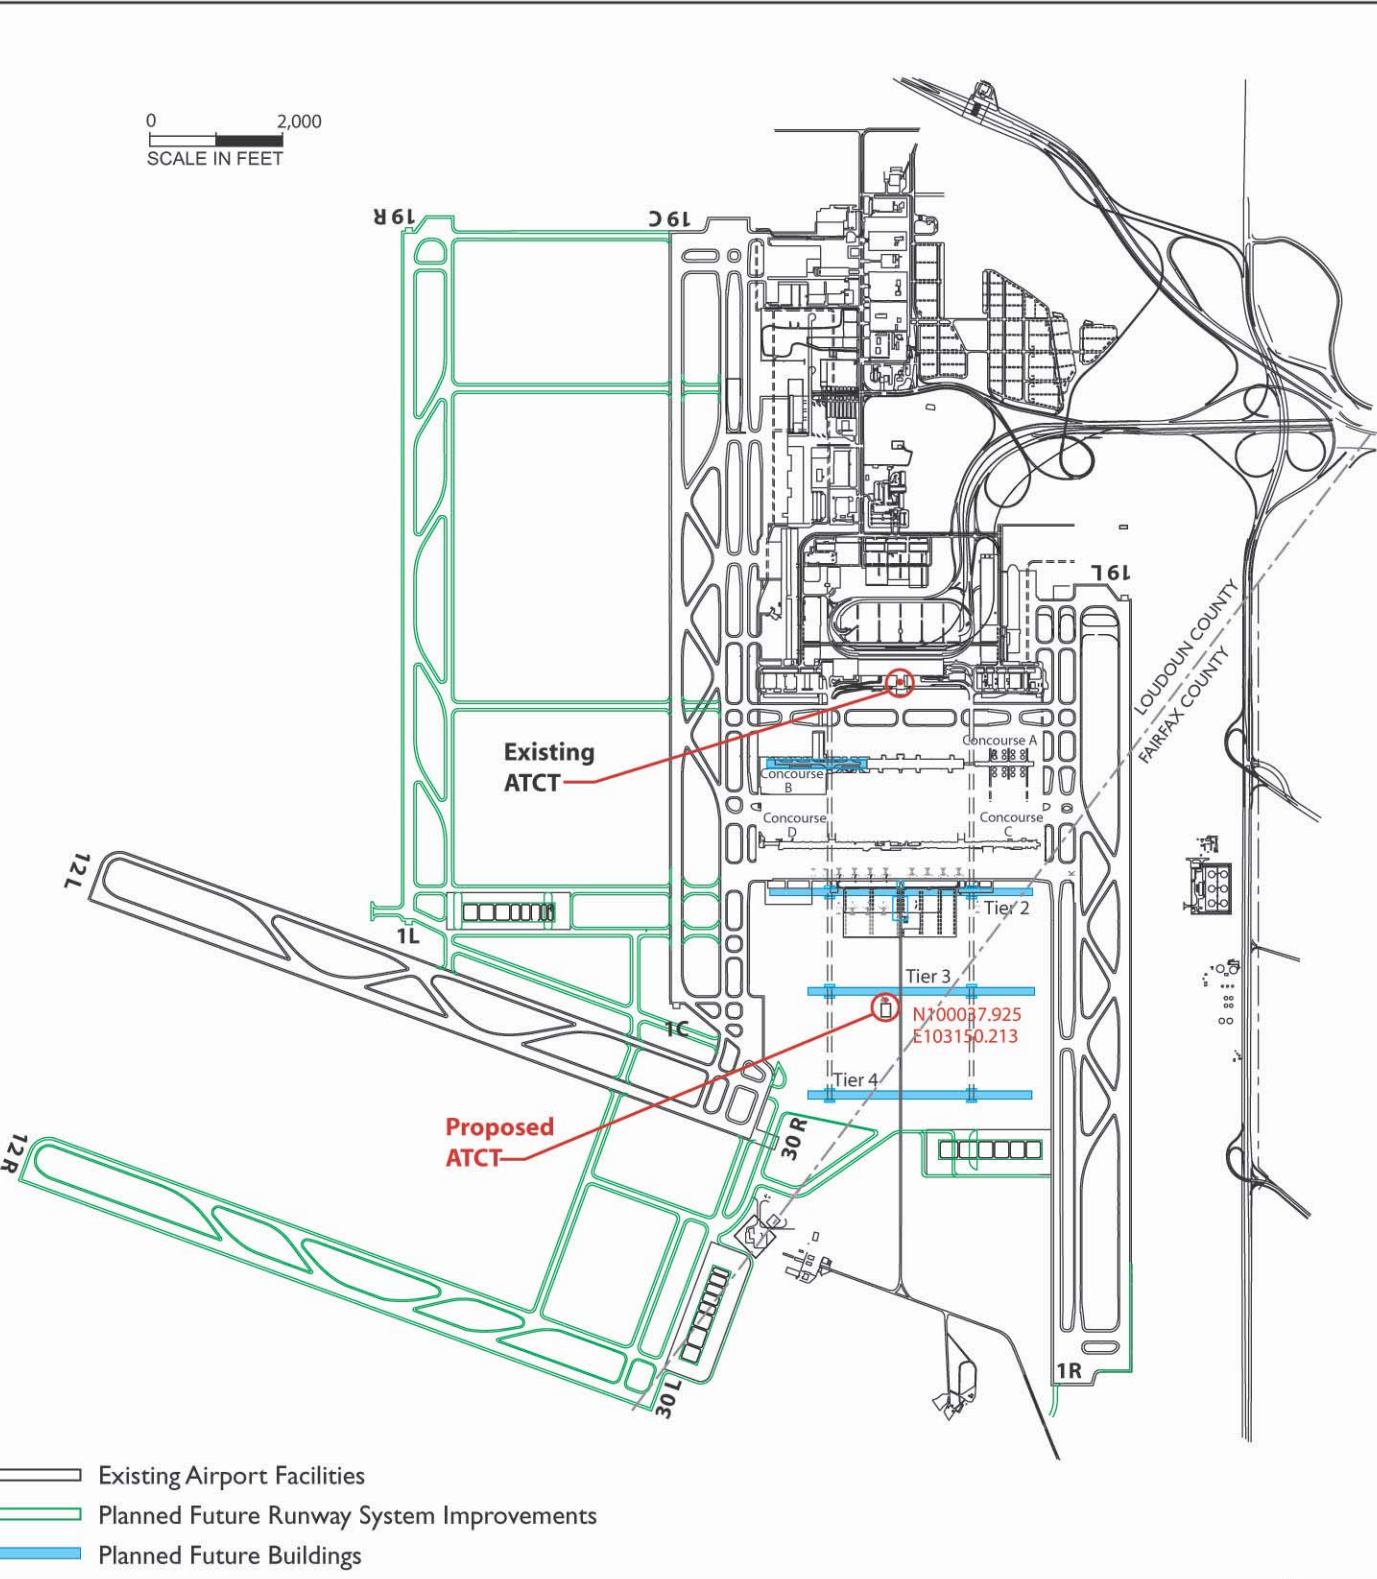 0 2,000
SCALE IN FEET
19R
19C
19L
LOUDOUN COUNTY
FAIRFAX COUNTY
Existing
ATCT
Concourse A
Concourse
B
Concourse
D
Concourse
C
K
12L
1L
Tier 2
Tier 3
N100037.925
E103150.213
1C
Tier 4
Proposed
ATCT
30R
12R
30L
1R
Existing Airport Facilities
Planned Future Runway System Improvements
Planned Future Buildings